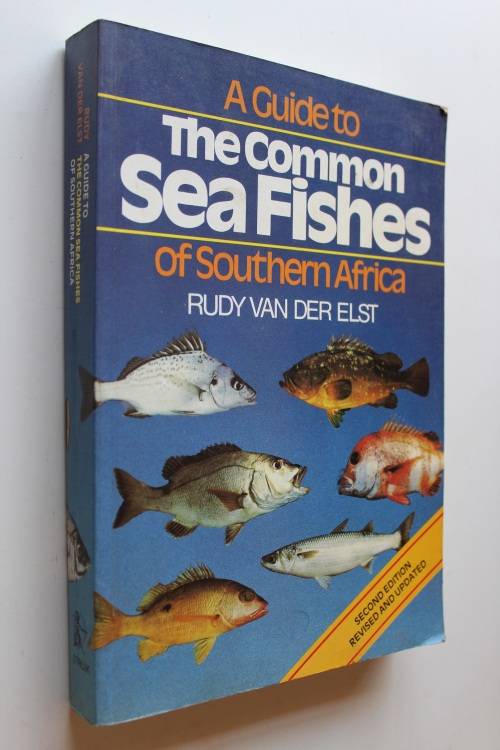 A Guide to
The Common
Sea Fishes
of Southern Africa
RUDY VAN DER ELST
SECOND EDITION
REVISED AND UPDATED
RUDY
VAN DER ELST
A GUIDE TO
THE COMMON SEA FISHES
OF SOUTHERN AFRICA
STRUIK